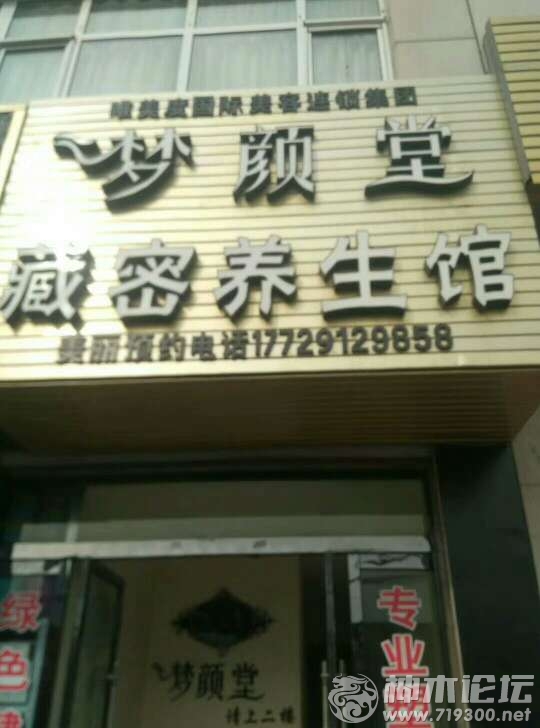 唯美度国际美容连锁集团
梦颜堂
藏密养生馆
美丽预约电话17729129858
梦颜堂
请上二楼
绿色
专业
神木论坛
www.719300.net